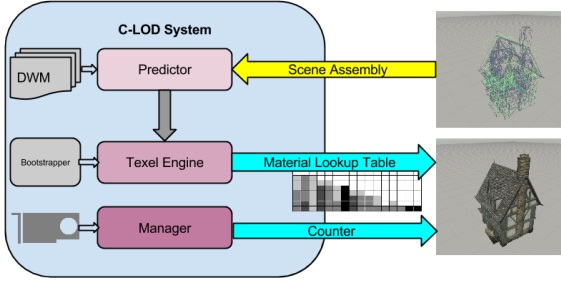 C-LOD System
DWM
Predictor
Scene Assembly
Bootstrapper
Texel Engine
Material Lookup Table
Manager
Counter